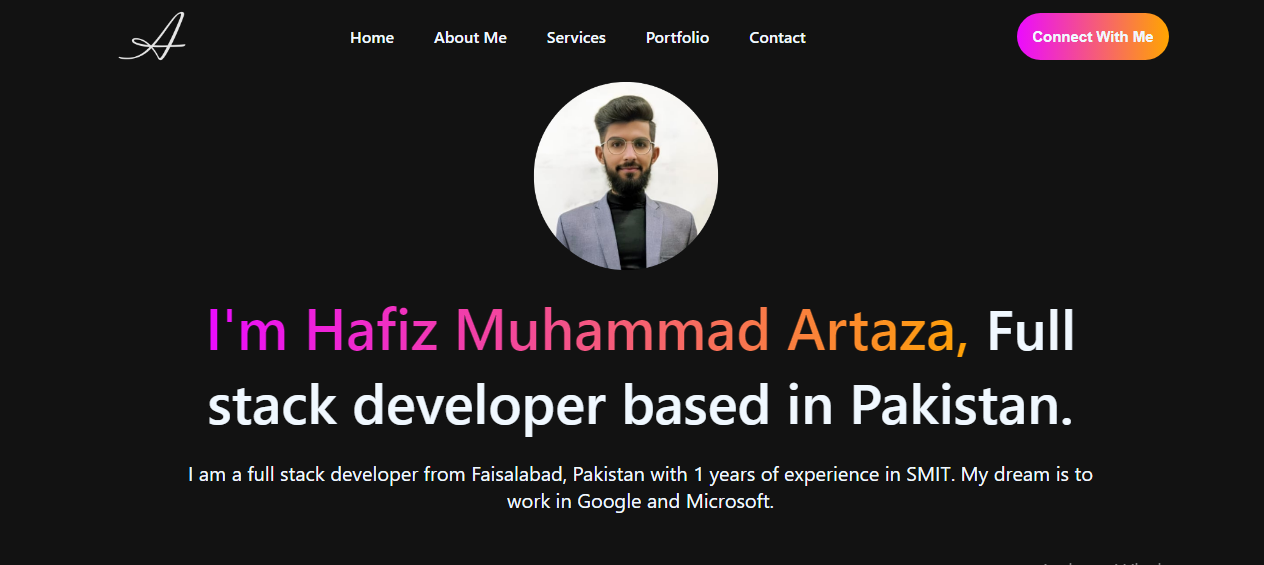 A
Home About Me Services Portfolio Contact Connect With Me
I'm Hafiz Muhammad Artaza, Full
stack developer based in Pakistan.
I am a full stack developer from Faisalabad, Pakistan with 1 years of experience in SMIT. My dream is to
work in Google and Microsoft.